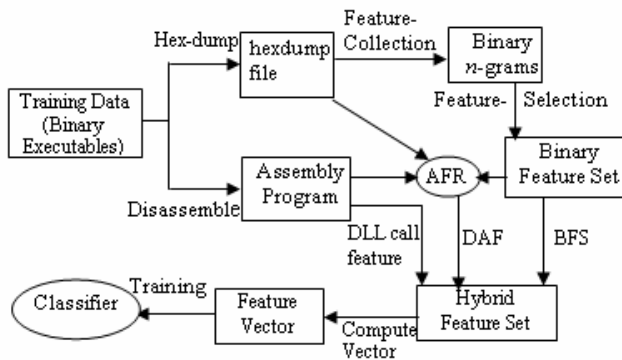 Hex-dump
hexdump
file
Feature-
Collection
Binary
n-grams
Training Data
(Binary
Executables)
Feature- Selection
Disassemble
Assembly
Program
AFR
Binary
Feature Set
DLL call
feature
DAF
BFS
Classifier
Training
Feature
Vector
Compute
Vector
Hybrid
Feature Set